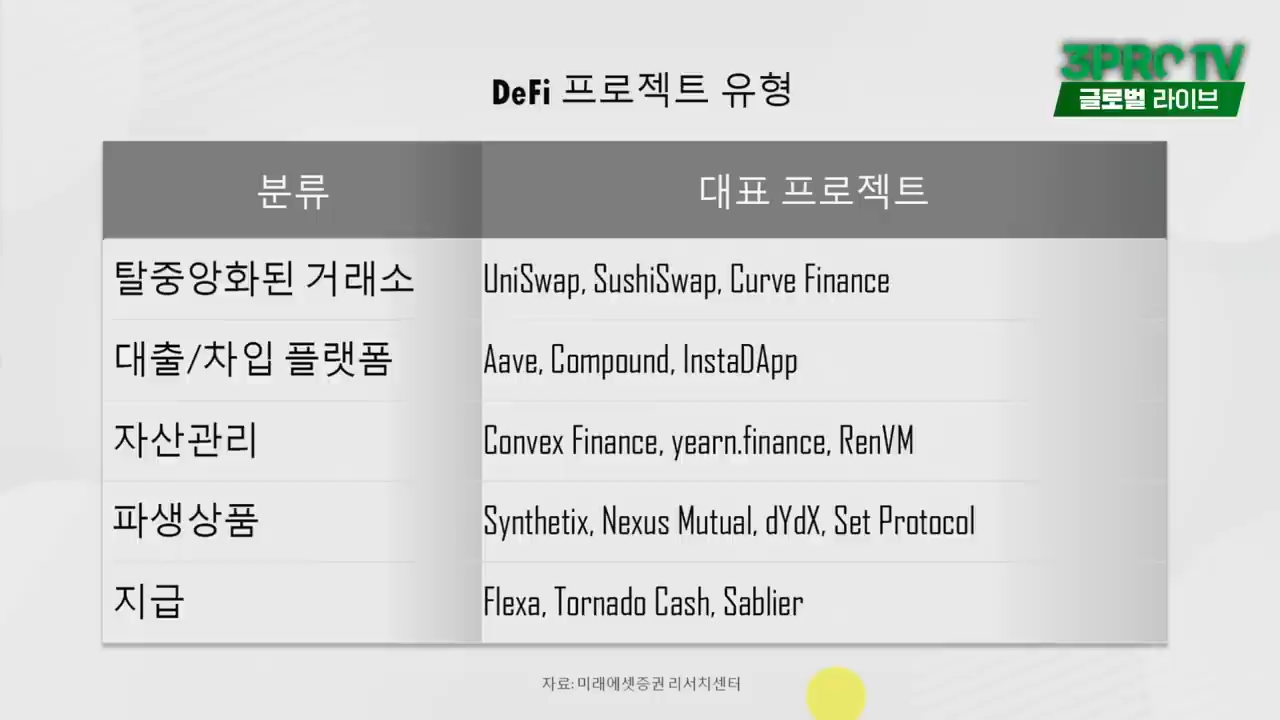 3PRO TV
글로벌 라이브
DeFi 프로젝트 유형
분류 대표 프로젝트
탈중앙화된 거래소 UniSwap, SushiSwap, Curve Finance
대출/차입 플랫폼 Aave, Compound, InstaDApp
자산관리 Convex Finance, yearn.finance, RenVM
파생상품 Synthetix, Nexus Mutual, dYdX, Set Protocol
지급 Flexa, Tornado Cash, Sablier
자료: 미래에셋증권 리서치센터